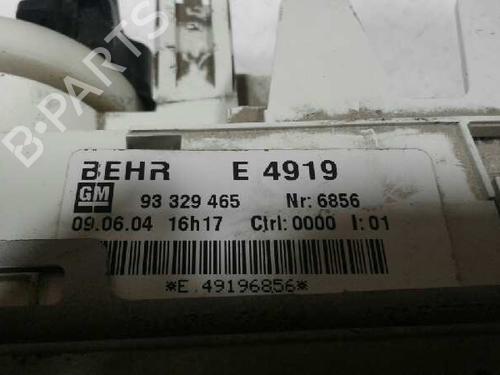 BEHR E 4919
GM 93 329 465 Nr: 6856
09.06.04 16h17 Ctrl: 0000 I: 01
*E.49196856*
B-PARTS